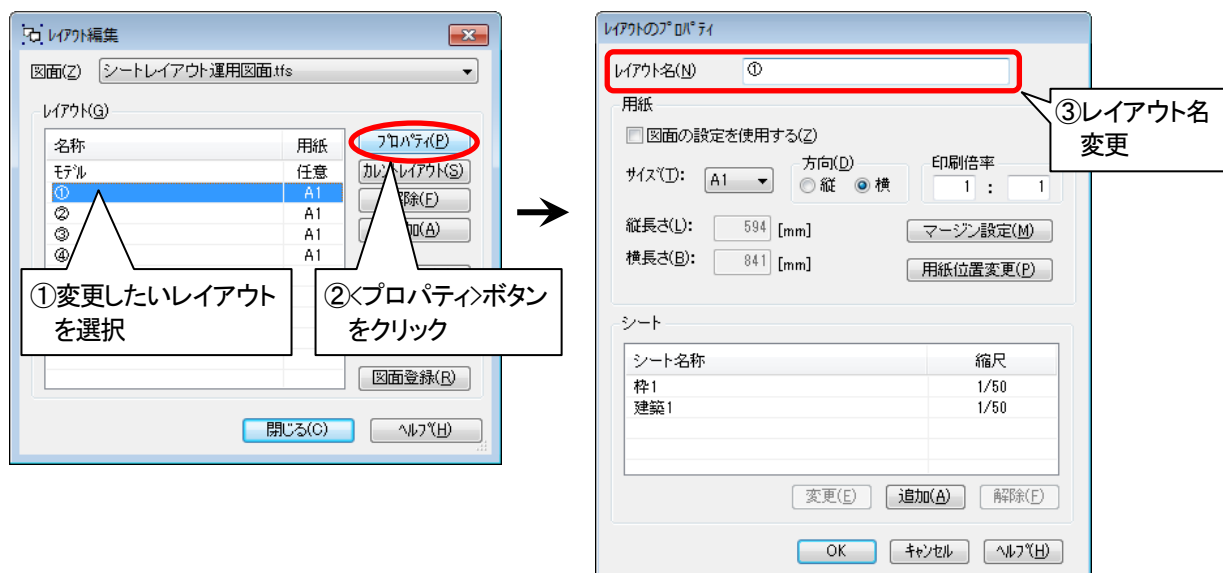 レイアウト編集
図面(Z) シートレイアウト運用図面.tfs
レイアウト(G)
名称 用紙
モデル 任意
① A1
② A1
③ A1
④ A1
プロパティ(P)
カレントレイアウト(S)
除(F)
加(A)
図面登録(R)
閉じる(C) ヘルプ(H)
①変更したいレイアウト
を選択
②<プロパティ>ボタン
をクリック
レイアウトのプロパティ
レイアウト名(N) ①
③レイアウト名
変更
用紙
図面の設定を使用する(Z)
サイズ(T): A1
方向(D)
縦 横
印刷倍率
1 : 1
縦長さ(L): 594 [mm]
マージン設定(M)
横長さ(B): 841 [mm]
用紙位置変更(P)
シート
シート名称 縮尺
枠1 1/50
建築1 1/50
変更(E) 追加(A) 解除(F)
OK キャンセル ヘルプ(H)